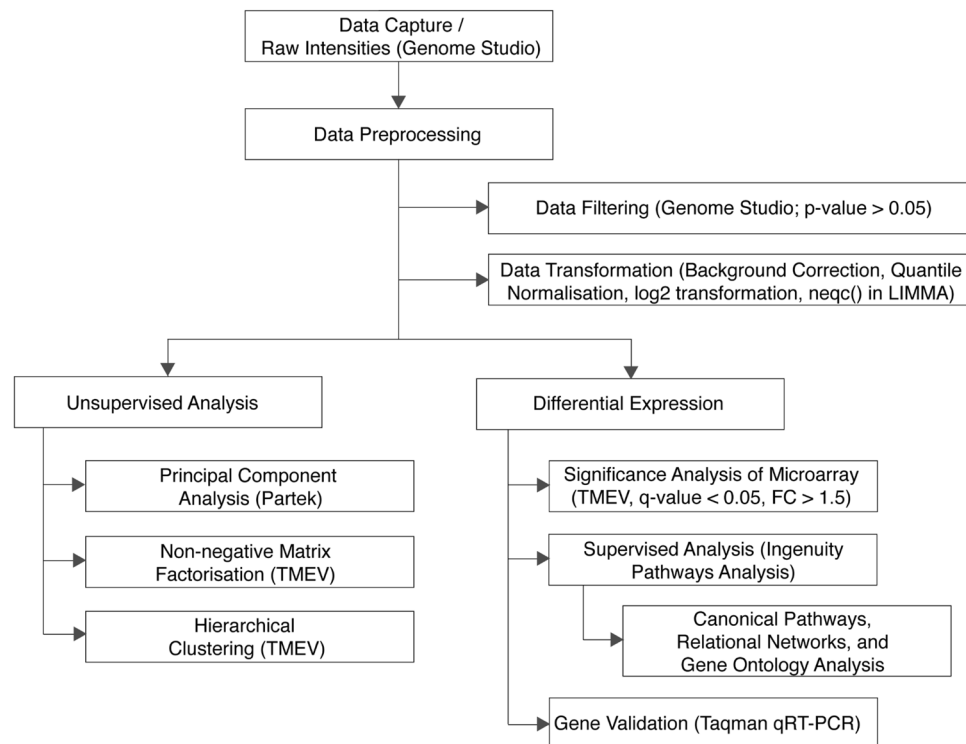 Data Capture /
Raw Intensities (Genome Studio)
Data Preprocessing
Data Filtering (Genome Studio; p-value > 0.05)
Data Transformation (Background Correction, Quantile
Normalisation, log2 transformation, neqc() in LIMMA)
Unsupervised Analysis
Principal Component
Analysis (Partek)
Non-negative Matrix
Factorisation (TMEV)
Hierarchical
Clustering (TMEV)
Differential Expression
Significance Analysis of Microarray
(TMEV, q-value < 0.05, FC > 1.5)
Supervised Analysis (Ingenuity
Pathways Analysis)
Canonical Pathways,
Relational Networks, and
Gene Ontology Analysis
Gene Validation (Taqman qRT-PCR)